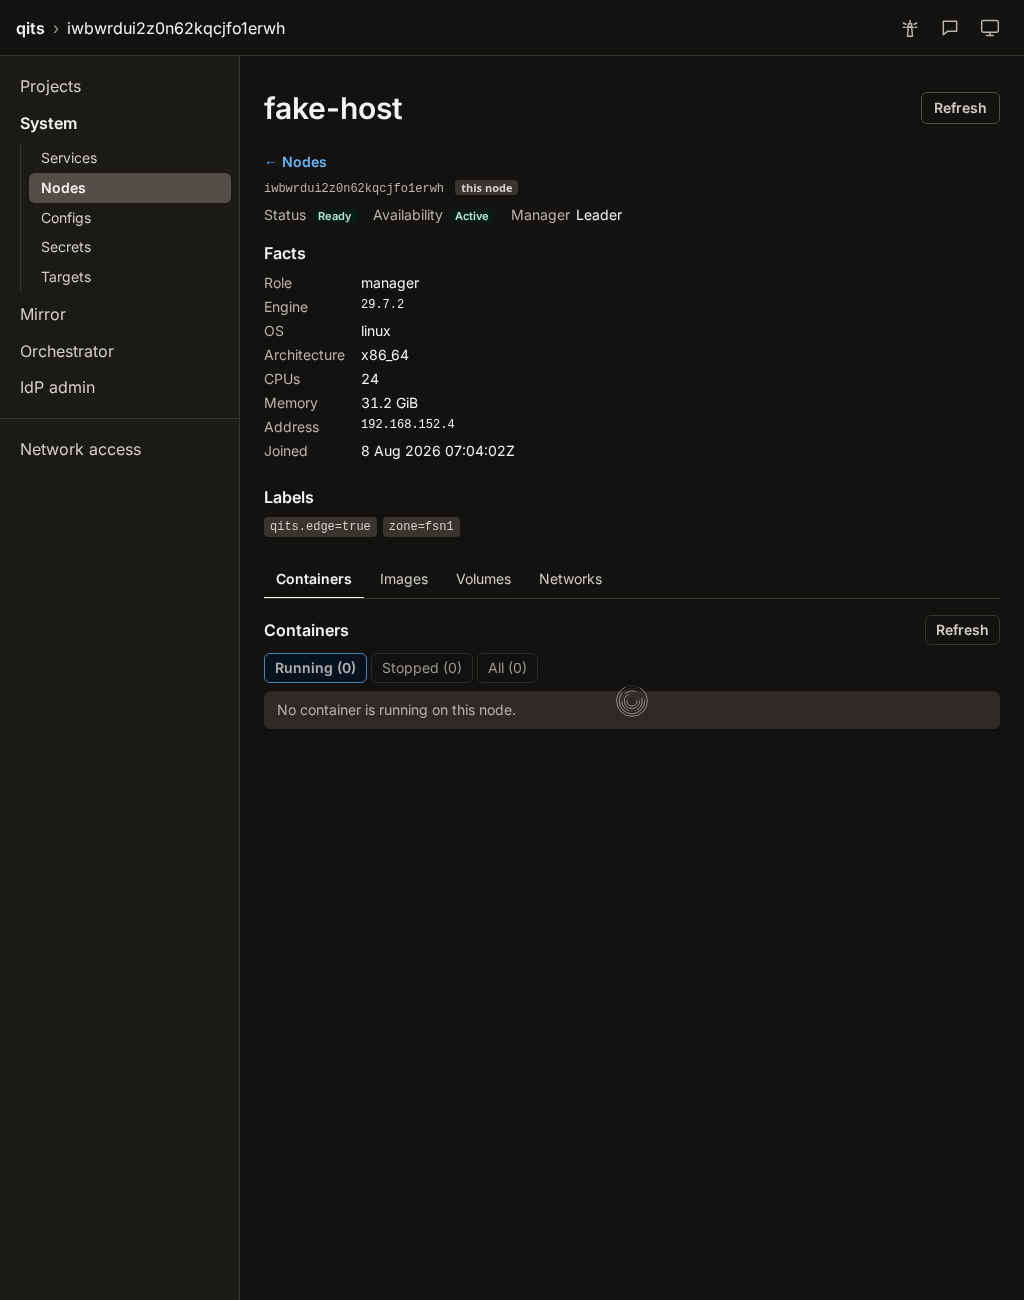 qits › iwbwrdui2z0n62kqcjfo1erwh
Projects
System
Services
Nodes
Configs
Secrets
Targets
Mirror
Orchestrator
IdP admin
Network access
fake-host
Refresh
← Nodes
iwbwrdui2z0n62kqcjfo1erwh this node
Status Ready Availability Active Manager Leader
Facts
Role manager
Engine 29.7.2
OS linux
Architecture x86_64
CPUs 24
Memory 31.2 GiB
Address 192.168.152.4
Joined 8 Aug 2026 07:04:02Z
Labels
qits.edge=true zone=fsn1
Containers Images Volumes Networks
Containers Refresh
Running (0) Stopped (0) All (0)
No container is running on this node.